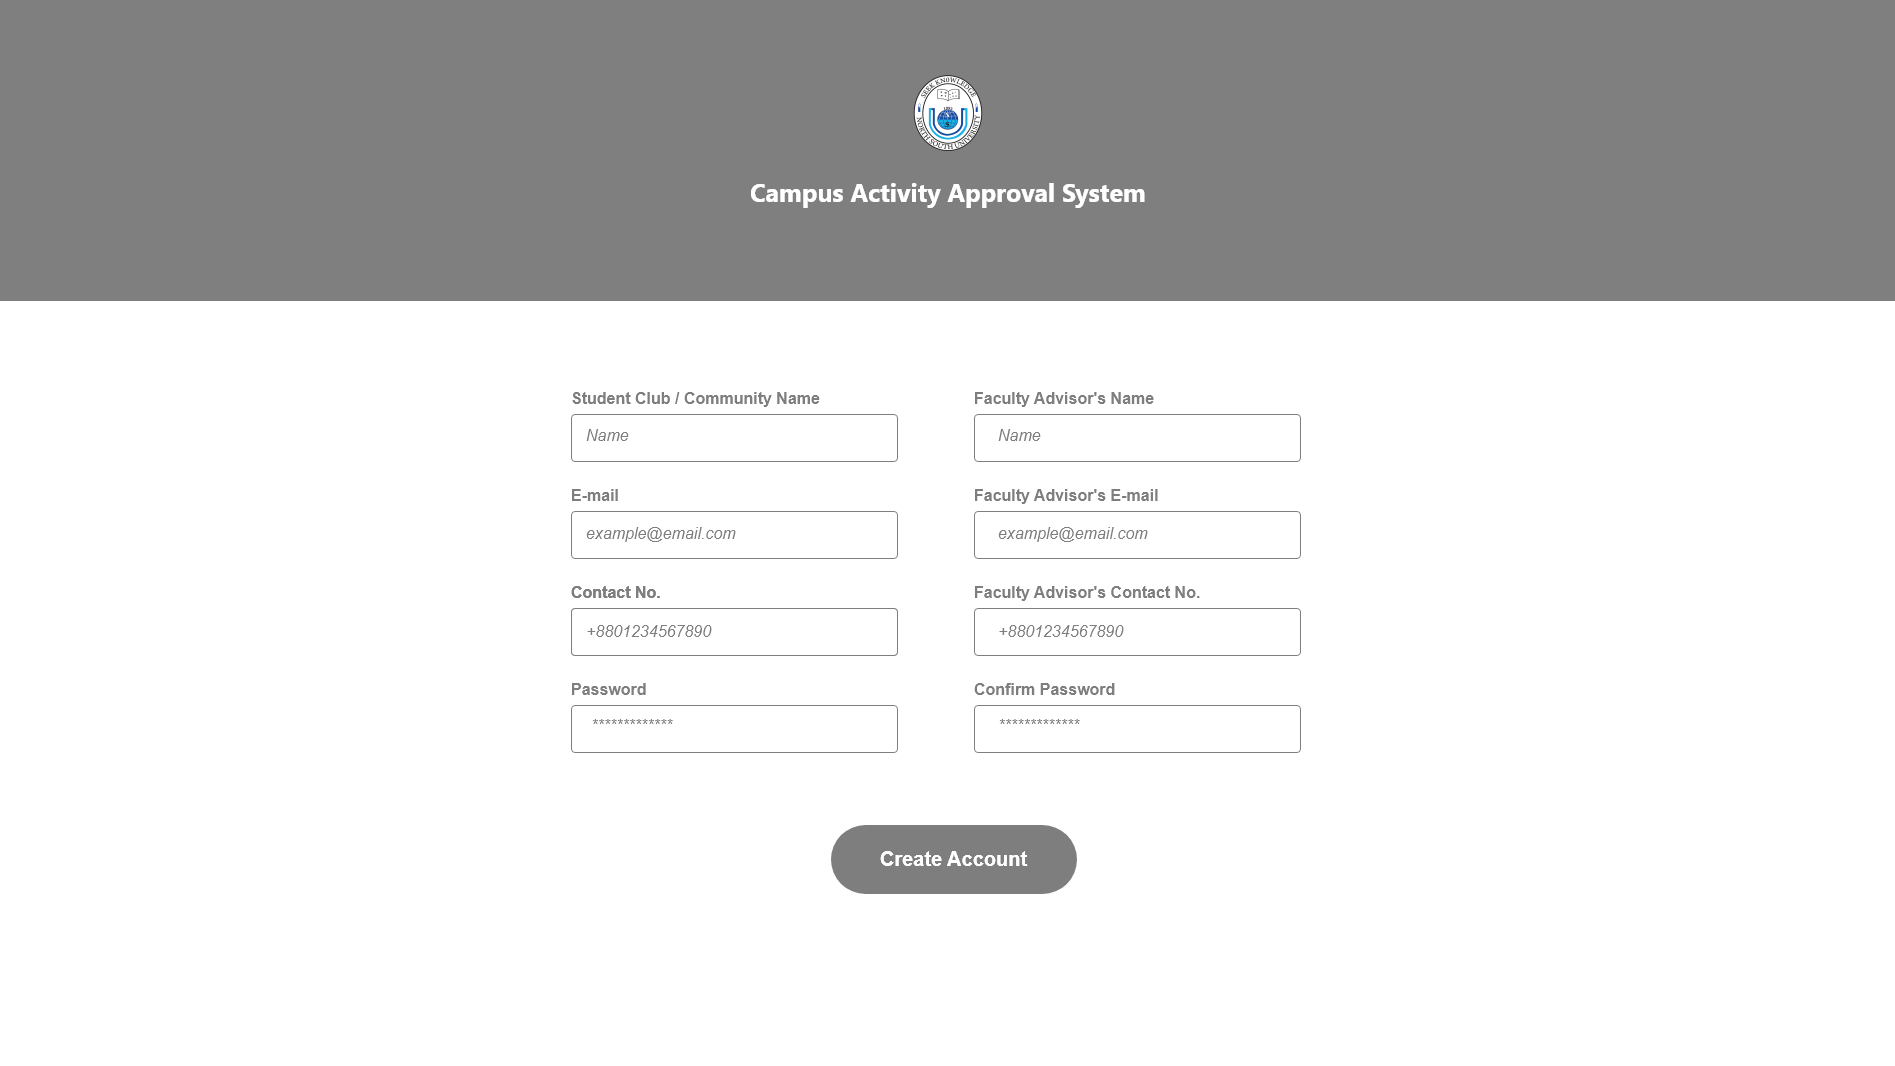 SEEK KNOWLEDGE
NORTH SOUTH UNIVERSITY
Campus Activity Approval System
Student Club / Community Name
Faculty Advisor's Name
Name
Name
E-mail
Faculty Advisor's E-mail
example@email.com
example@email.com
Contact No.
Faculty Advisor's Contact No.
+8801234567890
+8801234567890
Password
Confirm Password
*************
*************
Create Account